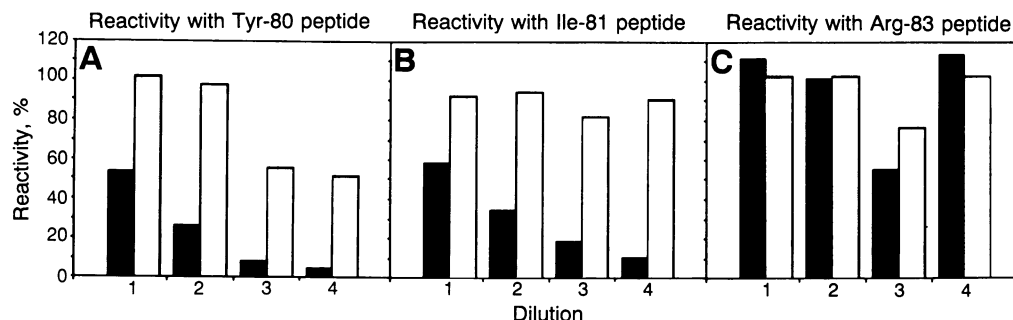 Reactivity with Tyr-80 peptide Reactivity with Ile-81 peptide Reactivity with Arg-83 peptide
A B C
Reactivity, %
120
100
80
60
40
20
0
1 2 3 4 1 2 3 4 1 2 3 4
Dilution